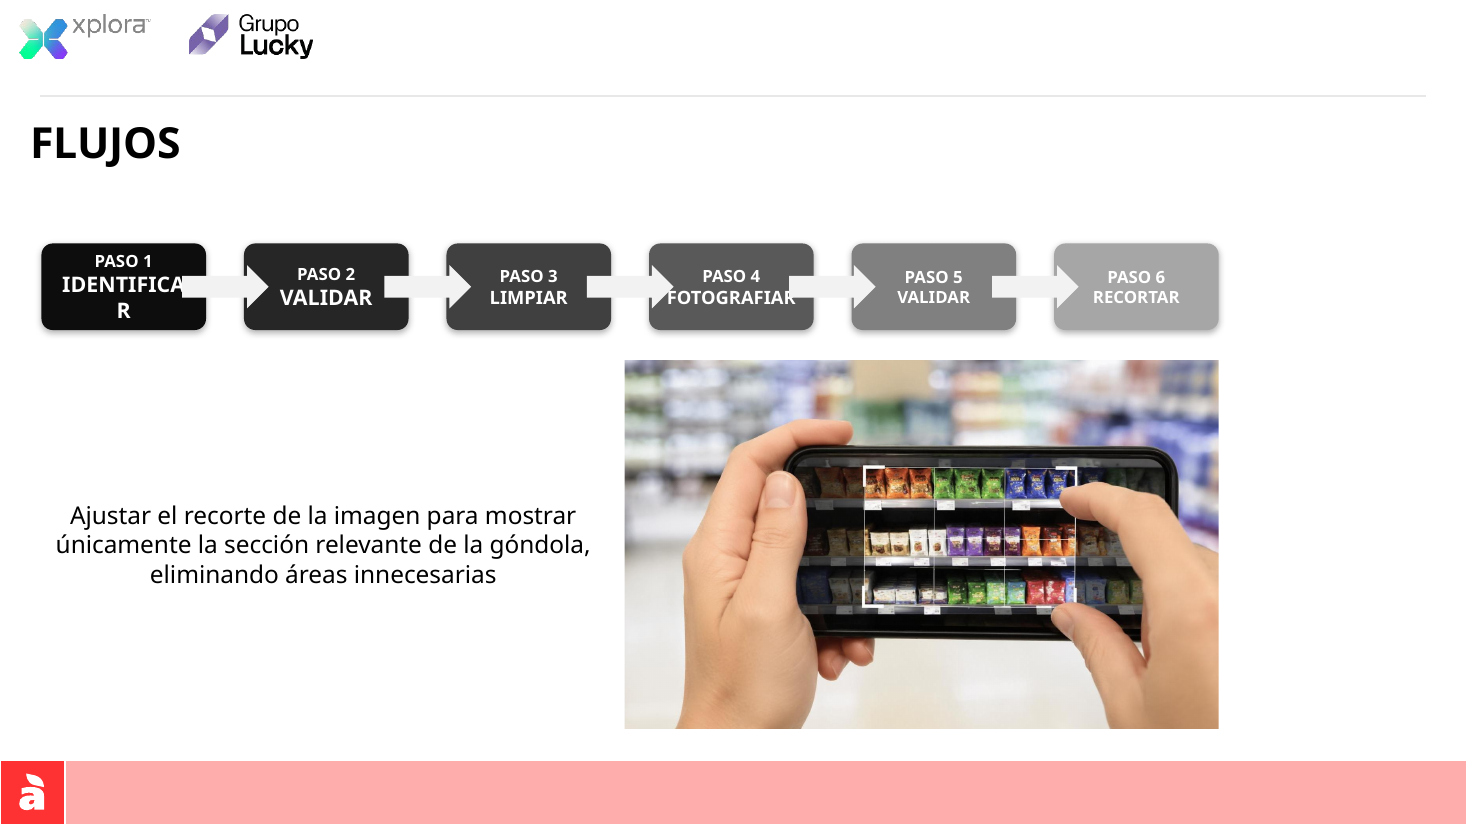 xplora
Grupo
Lucky
FLUJOS
PASO 1
IDENTIFICA
R
PASO 2
VALIDAR
PASO 3
LIMPIAR
PASO 4
FOTOGRAFIAR
PASO 5
VALIDAR
PASO 6
RECORTAR
Ajustar el recorte de la imagen para mostrar
únicamente la sección relevante de la góndola,
eliminando áreas innecesarias
a